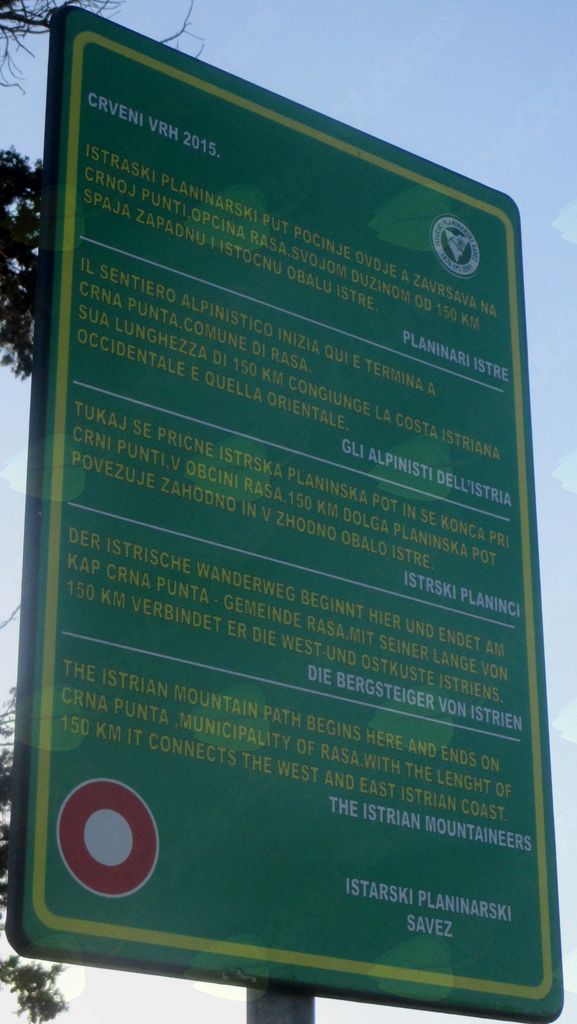 CRVENI VRH 2015.
ISTRASKI PLANINARSKI PUT POCINJE OVDJE A ZAVRSAVA NA
CRNOJ PUNTI,OPCINA RASA.SVOJOM DUZINOM OD 150 KM
SPAJA ZAPADNU I ISTOCNU OBALU ISTRE.
PLANINARI ISTRE
IL SENTIERO ALPINISTICO INIZIA QUI E TERMINA A
CRNA PUNTA,COMUNE DI RASA.
SUA LUNGHEZZA DI 150 KM CONGIUNGE LA COSTA ISTRIANA
OCCIDENTALE E QUELLA ORIENTALE.
GLI ALPINISTI DELL'ISTRIA
TUKAJ SE PRICNE ISTRSKA PLANINSKA POT IN SE KONCA PRI
CRNI PUNTI,V OBCINI RAŠA.150 KM DOLGA PLANINSKA POT
POVEZUJE ZAHODNO IN V ZHODNO OBALO ISTRE.
ISTRSKI PLANINCI
DER ISTRISCHE WANDERWEG BEGINNT HIER UND ENDET AM
KAP CRNA PUNTA - GEMEINDE RASA.MIT SEINER LANGE VON
150 KM VERBINDET ER DIE WEST-UND OSTKUSTE ISTRIENS.
DIE BERGSTEIGER VON ISTRIEN
THE ISTRIAN MOUNTAIN PATH BEGINS HERE AND ENDS ON
CRNA PUNTA ,MUNICIPALITY OF RASA.WITH THE LENGHT OF
150 KM IT CONNECTS THE WEST AND EAST ISTRIAN COAST.
THE ISTRIAN MOUNTAINEERS
ISTARSKI PLANINARSKI
SAVEZ